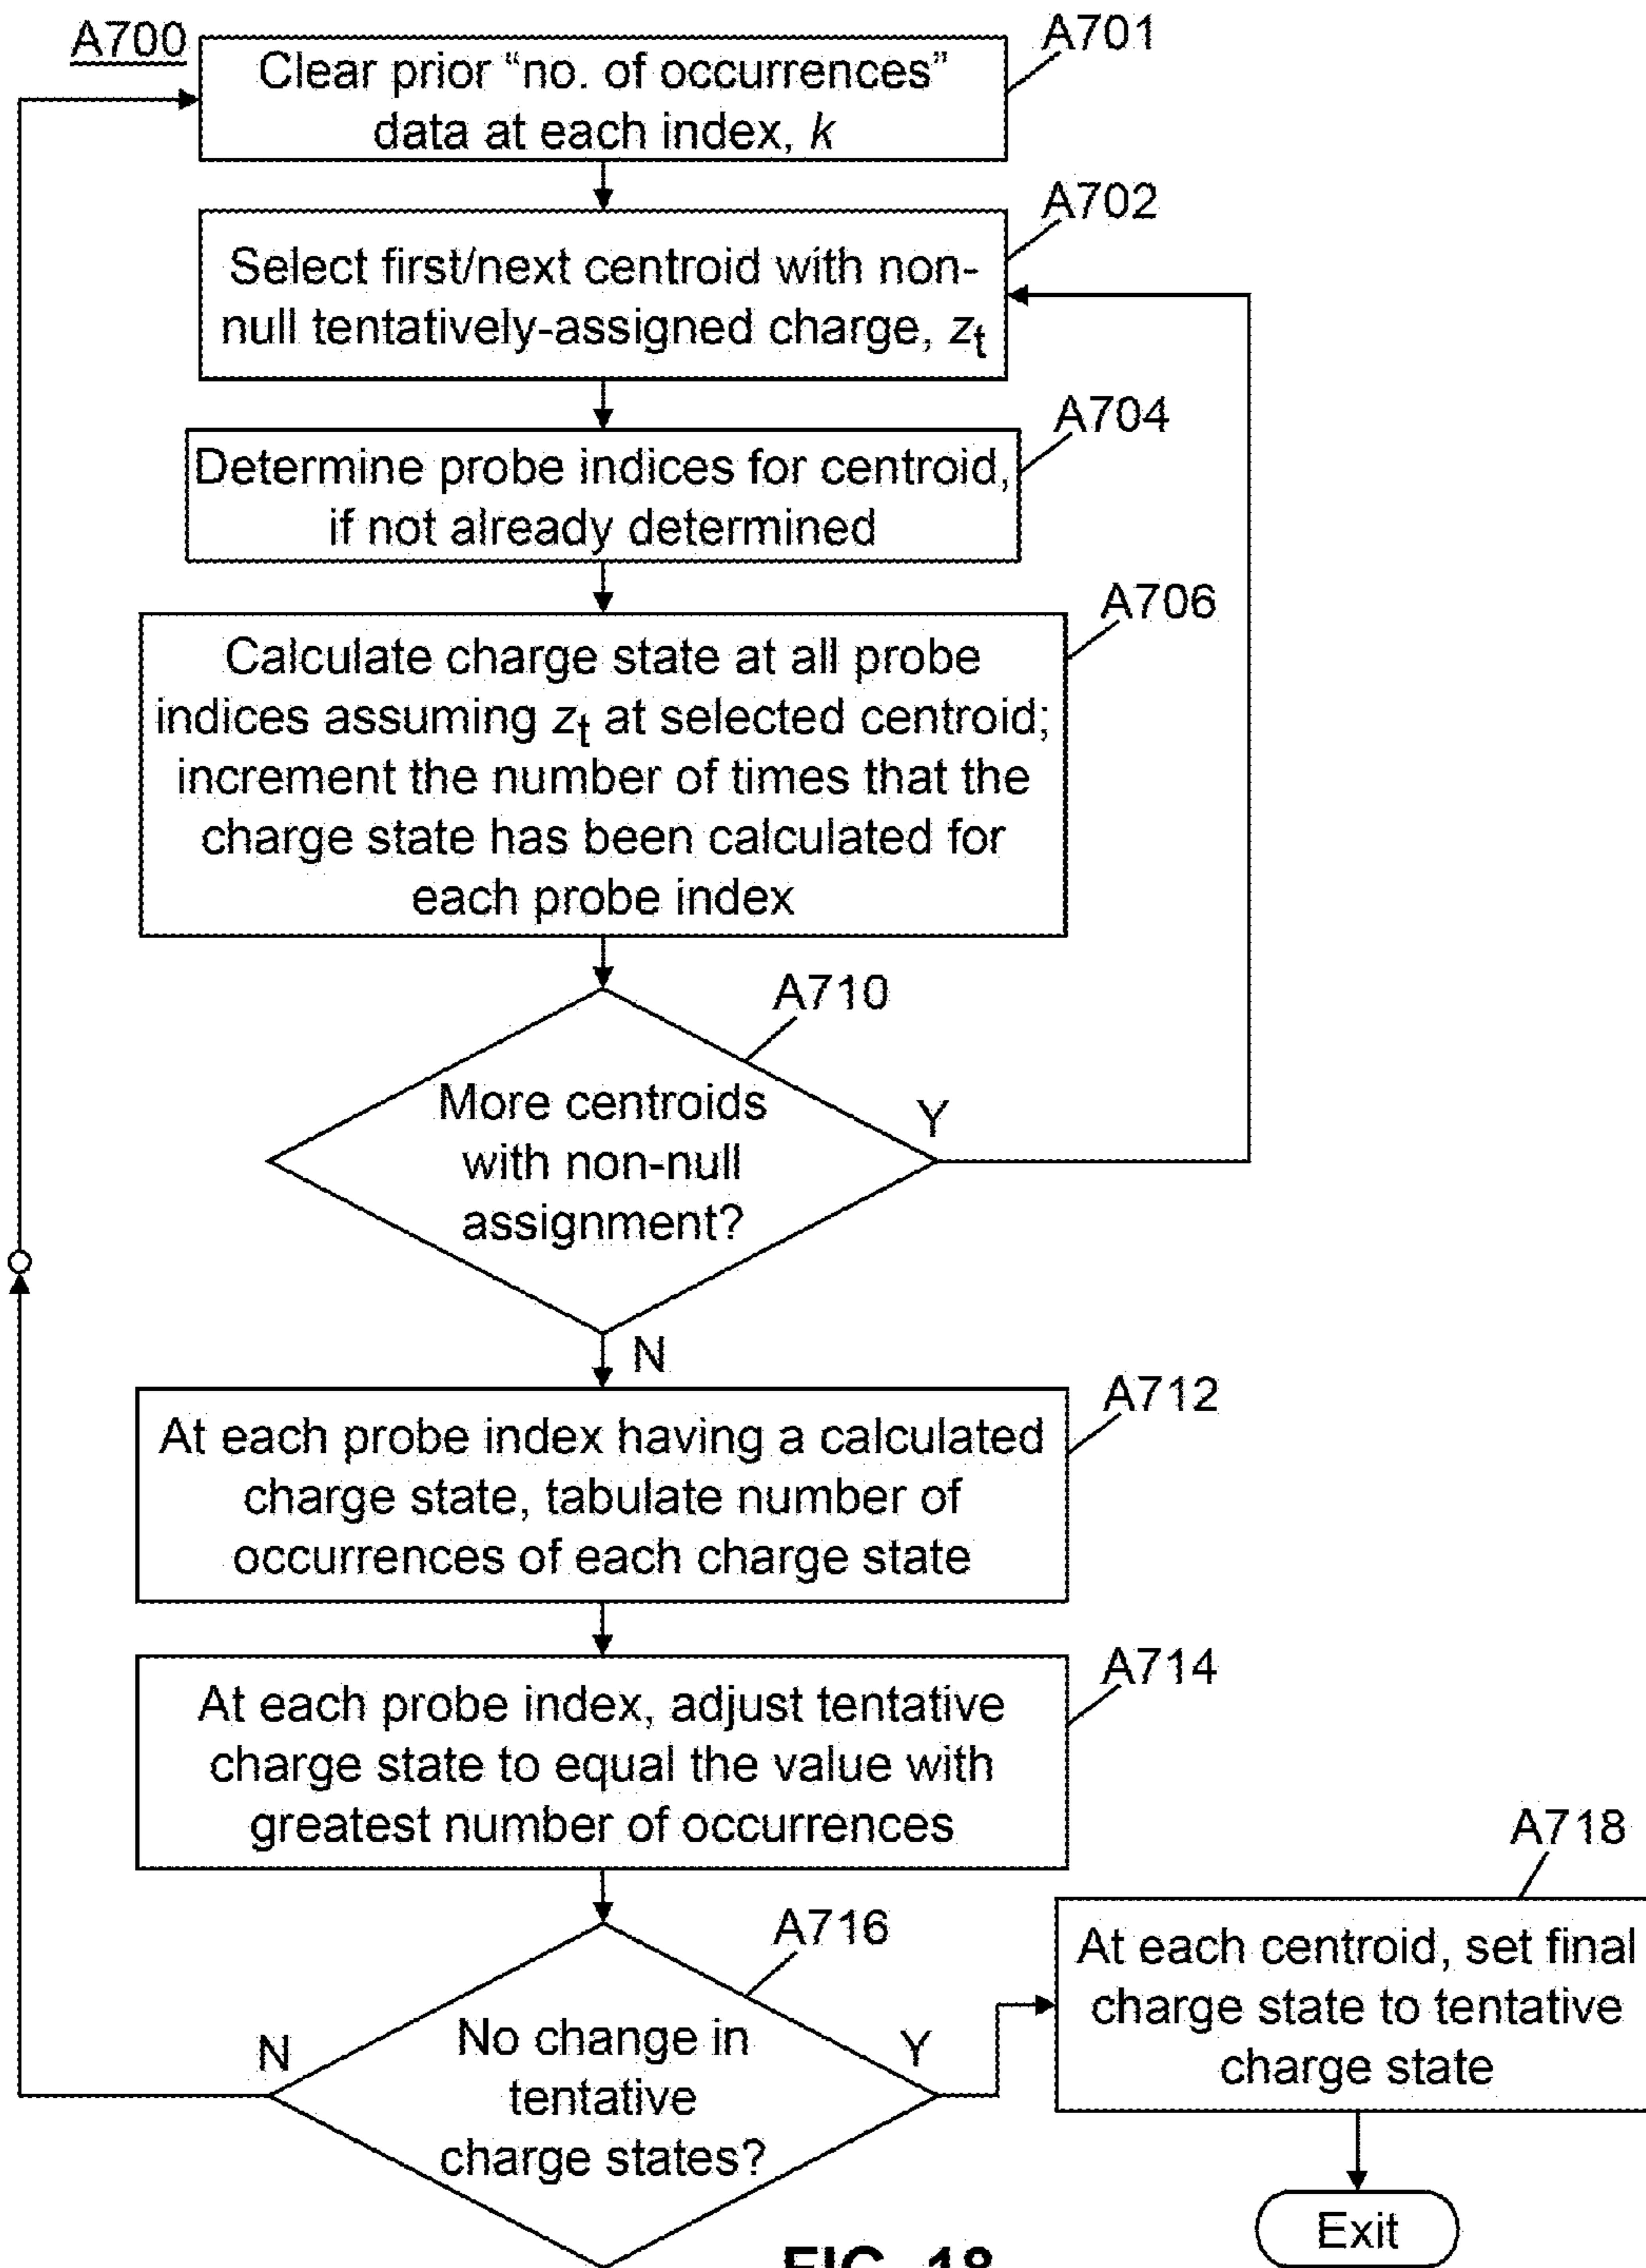 A700
A701
Clear prior “no. of occurrences”
data at each index, k
A702
Select first/next centroid with non-
null tentatively-assigned charge, zt
A704
Determine probe indices for centroid,
if not already determined
A706
Calculate charge state at all probe
indices assuming zt at selected centroid;
increment the number of times that the
charge state has been calculated for
each probe index
A710
More centroids
with non-null
assignment?
Y
N
A712
At each probe index having a calculated
charge state, tabulate number of
occurrences of each charge state
A714
At each probe index, adjust tentative
charge state to equal the value with
greatest number of occurrences
A716
No change in
tentative
charge states?
N
Y
A718
At each centroid, set final
charge state to tentative
charge state
Exit
FIG. 18